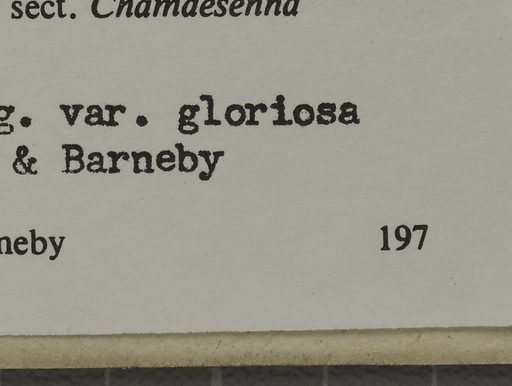 sect. Chamaesenna
g. var. gloriosa
& Barneby
neby 197